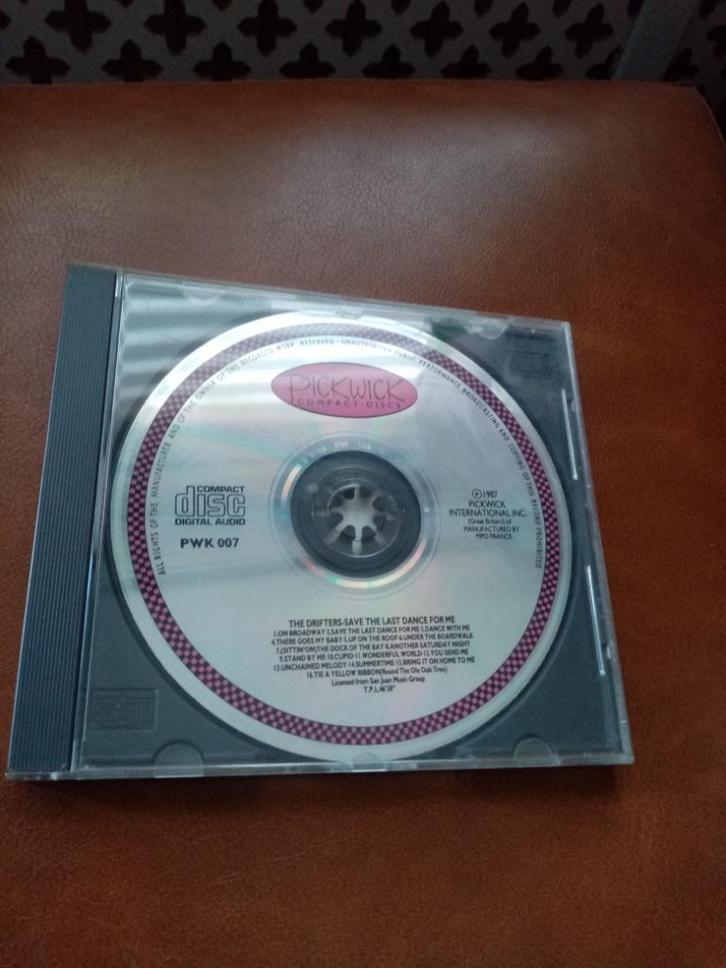 ALL RIGHTS OF THE MANUFACTURER AND OF THE OWNER OF THE RECORDED WORK RESERVED · UNAUTHORISED PUBLIC PERFORMANCE BROADCASTING AND COPYING OF THIS RECORD PROHIBITED
PICKWICK
COMPACT·DISCS
COMPACT
disc
DIGITAL AUDIO
PWK 007
℗1987
PICKWICK
INTERNATIONAL INC.
(Great Britain)Ltd
MANUFACTURED BY
MPO FRANCE
THE DRIFTERS-SAVE THE LAST DANCE FOR ME
1.ON BROADWAY·2.SAVE THE LAST DANCE FOR ME·3.DANCE WITH ME
4.THERE GOES MY BABY·5.UP ON THE ROOF·6.UNDER THE BOARDWALK
7.(SITTIN'ON)THE DOCK OF THE BAY·8.ANOTHER SATURDAY NIGHT
9.STAND BY ME·10.CUPID·11.WONDERFUL WORLD·12.YOU SEND ME
13.UNCHAINED MELODY·14.SUMMERTIME·15.BRING IT ON HOME TO ME
16.TIE A YELLOW RIBBON(Round The Ole Oak Tree)
Licensed from San Juan Music Group